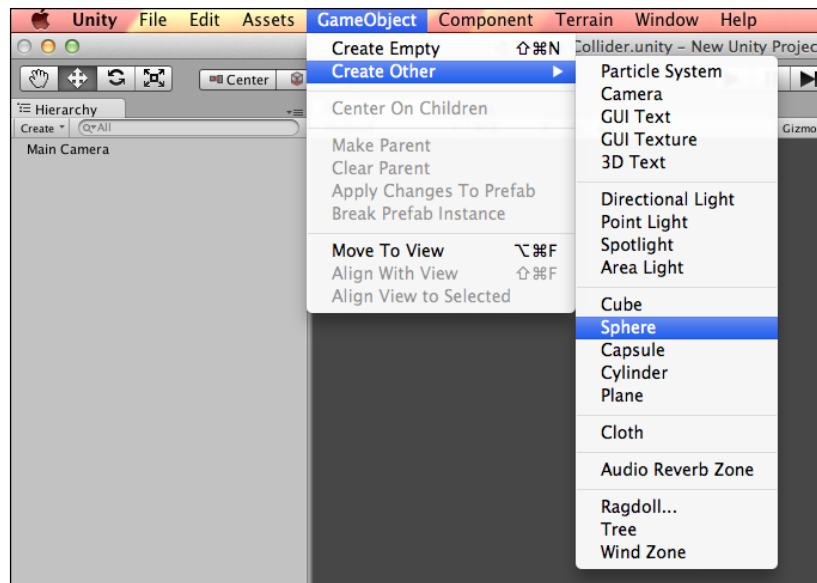 Unity File Edit Assets GameObject Component Terrain Window Help
Collider.unity – New Unity Projec
Center
Hierarchy
Create All
Gizmo
Main Camera
Create Empty ⇧⌘N
Create Other
Center On Children
Make Parent
Clear Parent
Apply Changes To Prefab
Break Prefab Instance
Move To View ⌥⌘F
Align With View ⇧⌘F
Align View to Selected
Particle System
Camera
GUI Text
GUI Texture
3D Text
Directional Light
Point Light
Spotlight
Area Light
Cube
Sphere
Capsule
Cylinder
Plane
Cloth
Audio Reverb Zone
Ragdoll...
Tree
Wind Zone